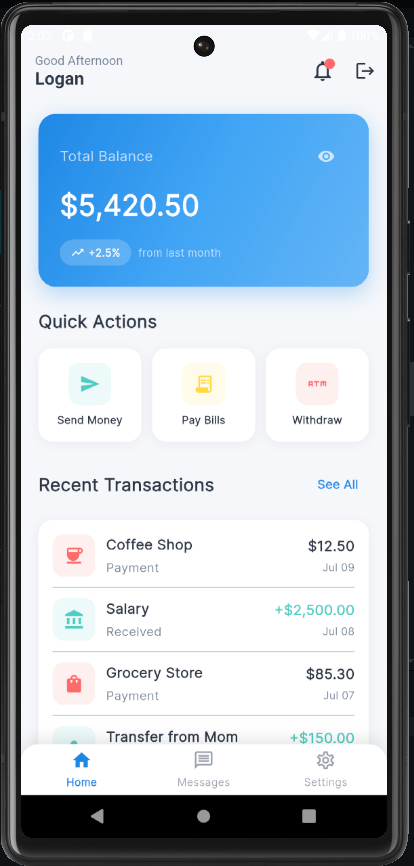 2:03 100%
Good Afternoon
Logan
Total Balance
$5,420.50
+2.5% from last month
Quick Actions
ATM
Send Money Pay Bills Withdraw
Recent Transactions See All
Coffee Shop $12.50
Payment Jul 09
Salary +$2,500.00
Received Jul 08
Grocery Store $85.30
Payment Jul 07
Transfer from Mom +$150.00
Home Messages Settings